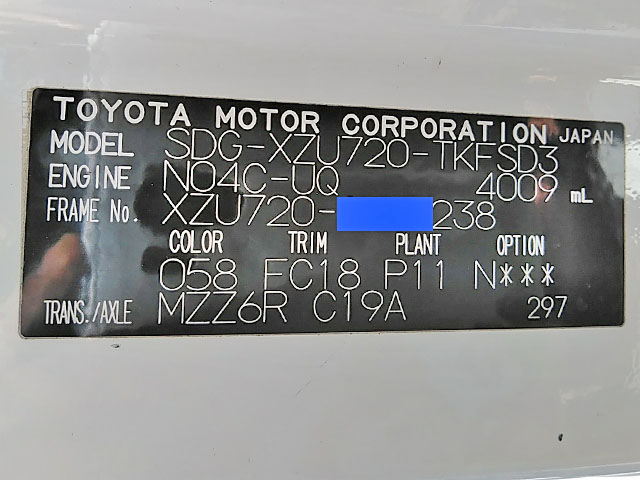 TOYOTA MOTOR CORPORATION JAPAN
MODEL SDG-XZU720-TKFSD3
ENGINE N04C-UQ 4009 mL
FRAME No. XZU720- 238
COLOR TRIM PLANT OPTION
058 FC18 P11 N***
TRANS./AXLE MZZ6R C19A 297